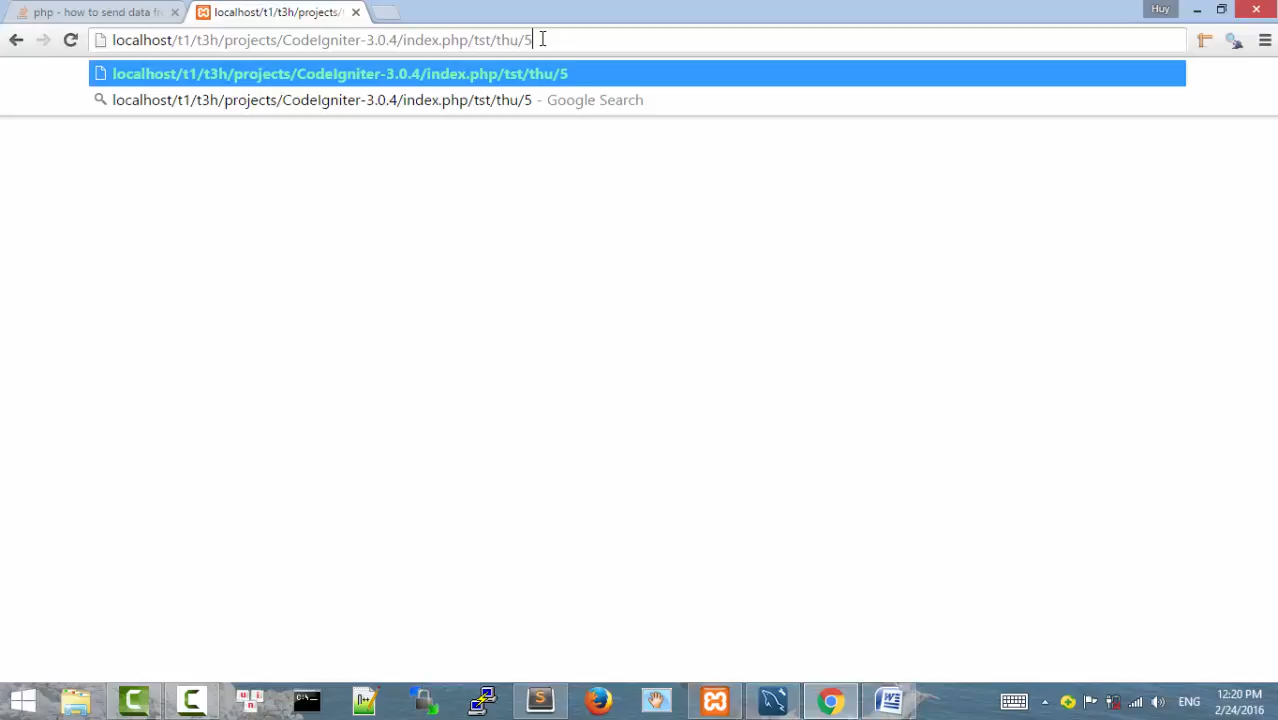 php - how to send data fr
localhost/t1/t3h/projects/
Huy
localhost/t1/t3h/projects/CodeIgniter-3.0.4/index.php/tst/thu/5
localhost/t1/t3h/projects/CodeIgniter-3.0.4/index.php/tst/thu/5
localhost/t1/t3h/projects/CodeIgniter-3.0.4/index.php/tst/thu/5 - Google Search
ENG
12:20 PM
2/24/2016